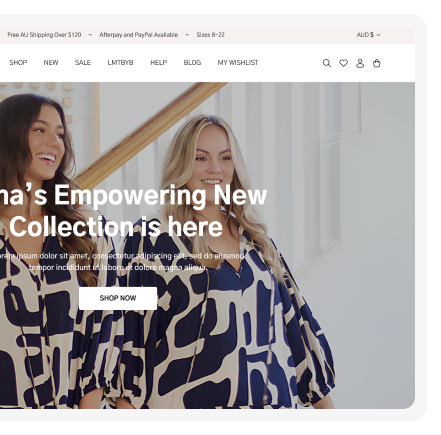 Free AU Shipping Over $120 ~ Afterpay and PayPal Available ~ Sizes 8-22 AUD $
SHOP NEW SALE LMTBYB HELP BLOG MY WISHLIST
na's Empowering New
Collection is here
rem ipsum dolor sit amet, consectetur adipiscing elit, sed do eiusmod
tempor incididunt ut labore et dolore magna aliqua.
SHOP NOW